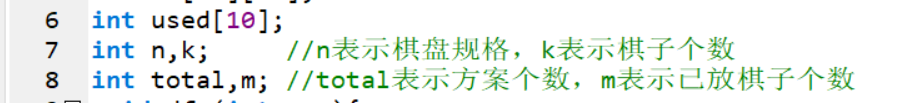 6 int used[10];
7 int n,k; //n表示棋盘规格，k表示棋子个数
8 int total,m; //total表示方案个数，m表示已放棋子个数